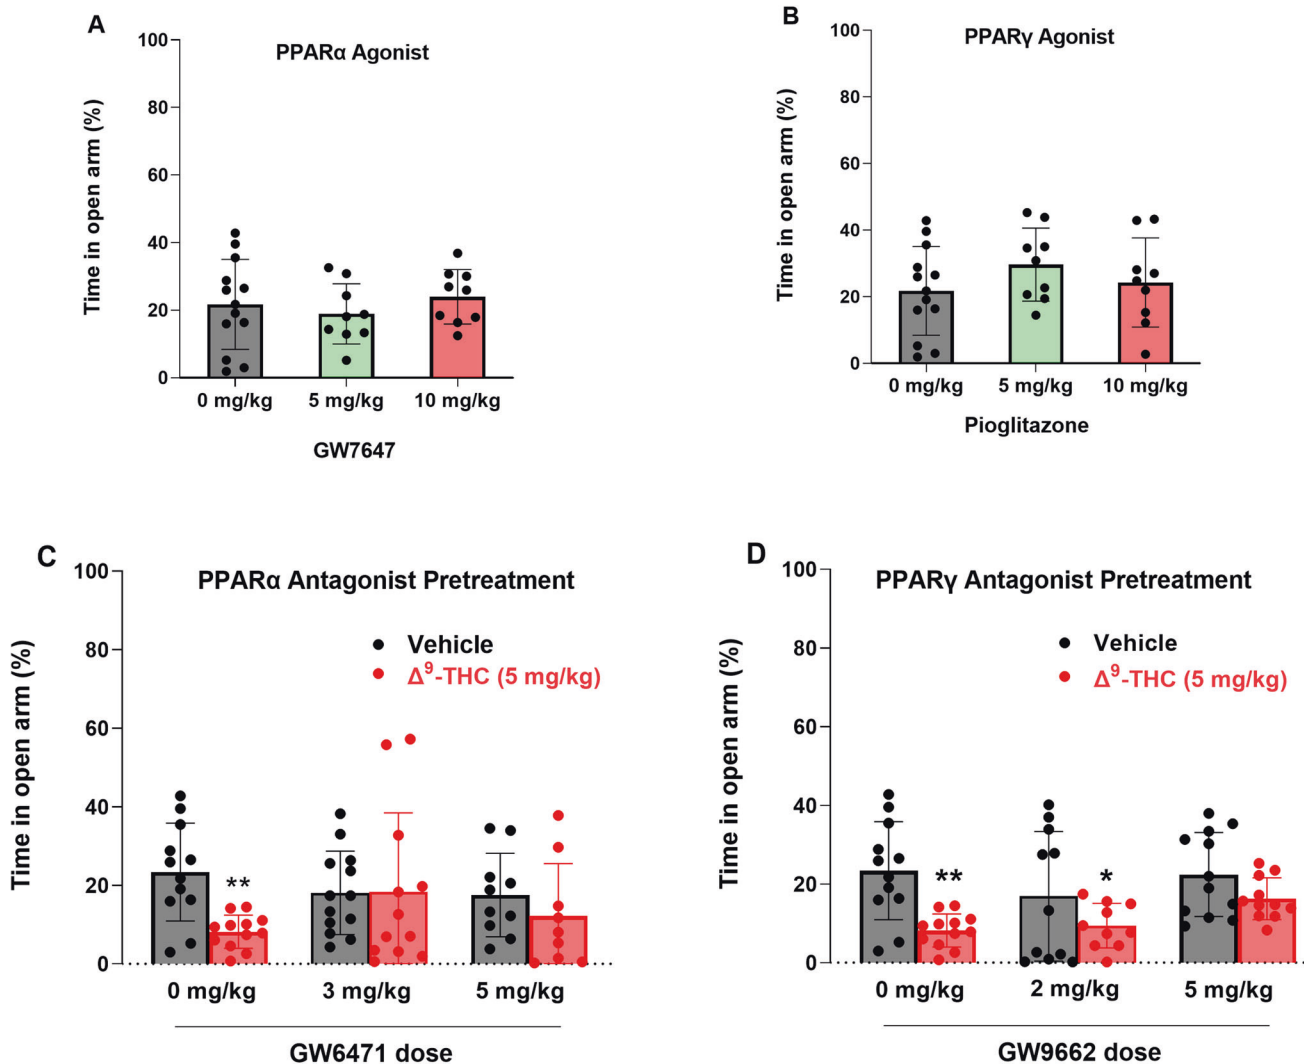 A
PPARα Agonist
Time in open arm (%)
100
80
60
40
20
0
0 mg/kg
5 mg/kg
10 mg/kg
GW7647
B
PPARγ Agonist
Time in open arm (%)
100
80
60
40
20
0
0 mg/kg
5 mg/kg
10 mg/kg
Pioglitazone
C
PPARα Antagonist Pretreatment
Time in open arm (%)
100
80
60
40
20
0
Vehicle
Δ⁹-THC (5 mg/kg)
**
0 mg/kg
3 mg/kg
5 mg/kg
GW6471 dose
D
PPARγ Antagonist Pretreatment
Time in open arm (%)
100
80
60
40
20
0
Vehicle
Δ⁹-THC (5 mg/kg)
**
*
0 mg/kg
2 mg/kg
5 mg/kg
GW9662 dose